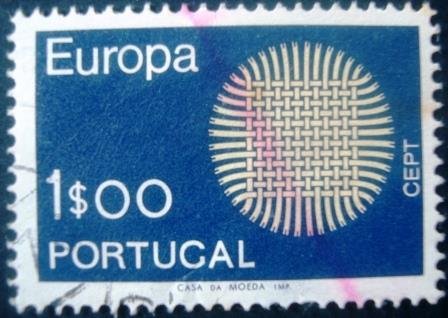 Europa
CEPT
1$00
PORTUGAL
CASA DA MOEDA IMP.